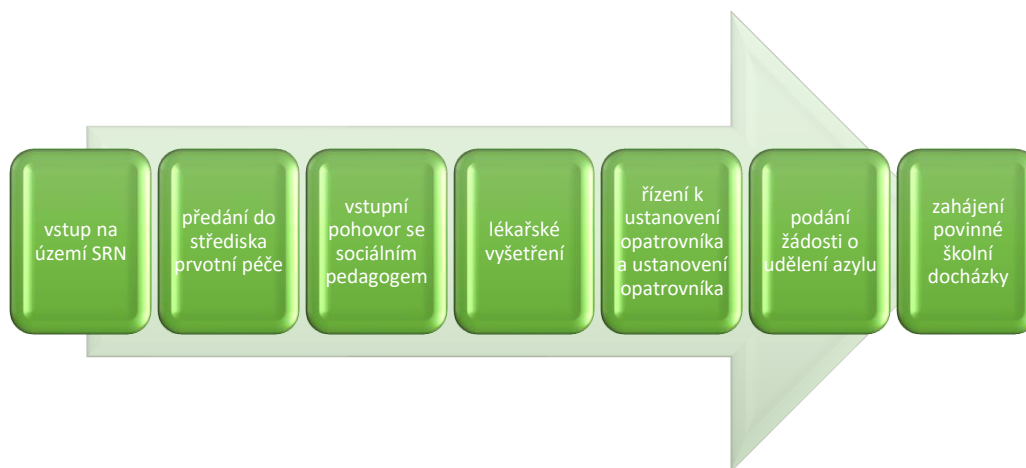 vstup na
území SRN
předání do
střediska
prvotní péče
vstupní
pohovor se
sociálním
pedagogem
lékařské
vyšetření
řízení k
ustanovení
opatrovníka
a ustanovení
opatrovníka
podání
žádosti o
udělení azylu
zahájení
povinné
školní
docházky